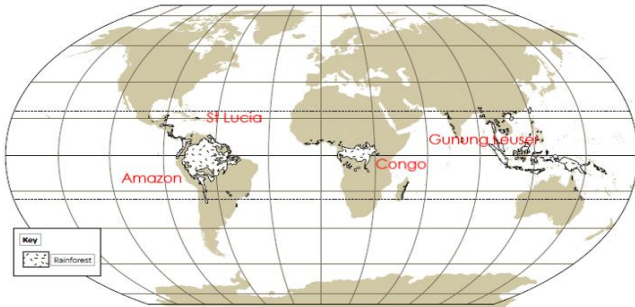 St Lucia
Gunung Leuser
Congo
Amazon
Key
Rainforest